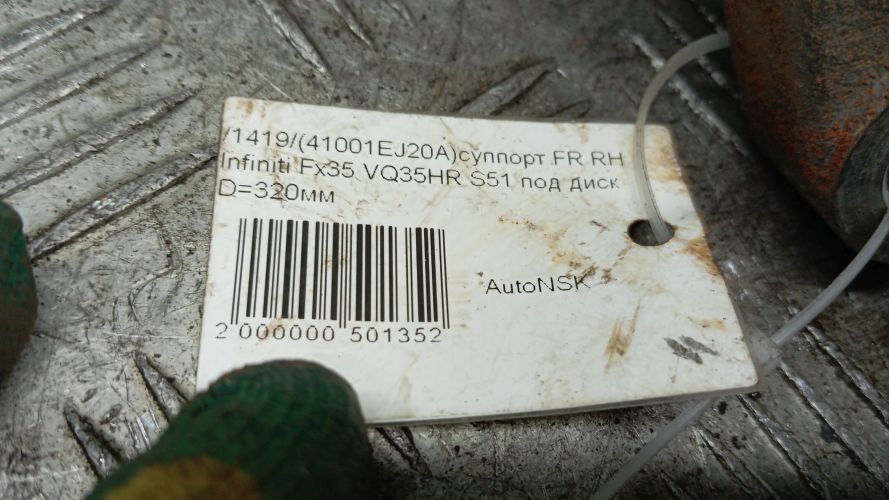 /1419/(41001EJ20A)суппорт FR RH
Infiniti Fx35 VQ35HR S51 под диск
D=320мм
AutoNSK
2 000000 501352